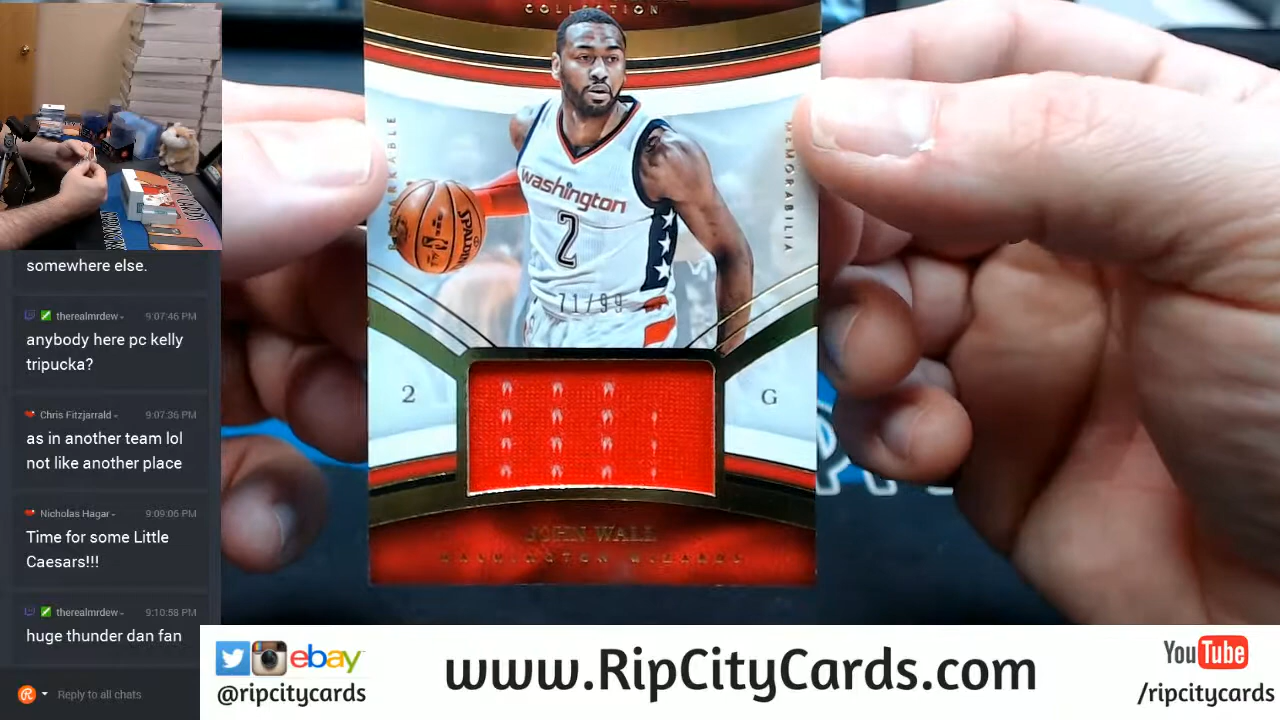 COLLECTION
REMARKABLE
MEMORABILIA
washington
2
SPALDING
71/99
2
G
JOHN WALL
WASHINGTON WIZARDS
somewhere else.
therealmrdew
9:07:46 PM
anybody here pc kelly
tripucka?
Chris Fitzjarrald
9:07:36 PM
as in another team lol
not like another place
Nicholas Hagar
9:09:06 PM
Time for some Little
Caesars!!!
therealmrdew
9:10:58 PM
huge thunder dan fan
Reply to all chats
ebay
@ripcitycards
www.RipCityCards.com
YouTube
/ripcitycards